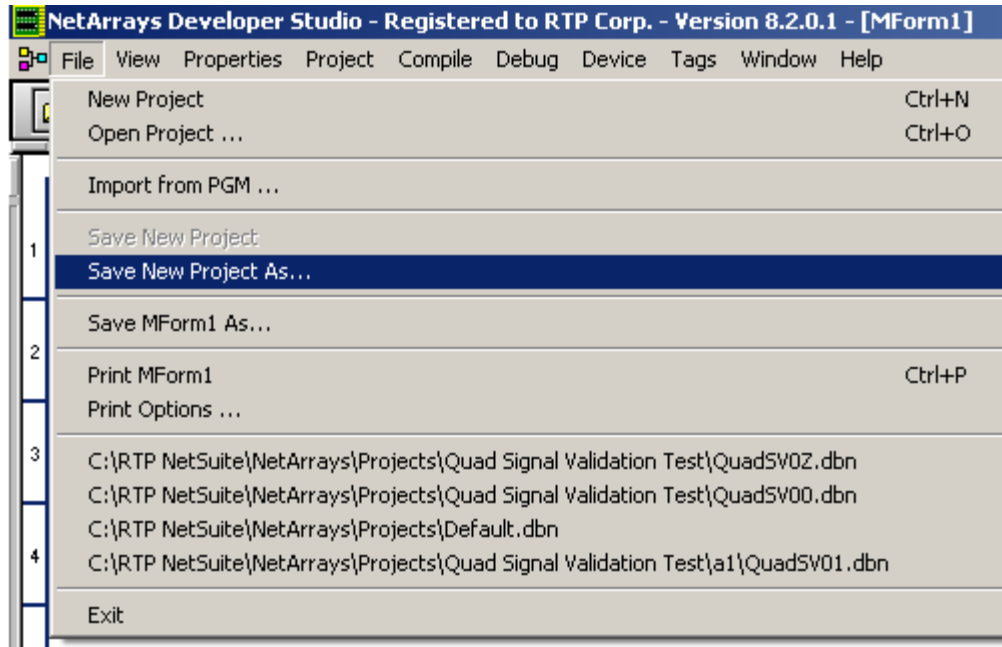 NetArrays Developer Studio - Registered to RTP Corp. - Version 8.2.0.1 - [MForm1]
File View Properties Project Compile Debug Device Tags Window Help
New Project Ctrl+N
Open Project ... Ctrl+O
Import from PGM ...
Save New Project
1
Save New Project As...
Save MForm1 As...
2
Print MForm1 Ctrl+P
Print Options ...
3
C:\RTP NetSuite\NetArrays\Projects\Quad Signal Validation Test\QuadSV0Z.dbn
C:\RTP NetSuite\NetArrays\Projects\Quad Signal Validation Test\QuadSV00.dbn
C:\RTP NetSuite\NetArrays\Projects\Default.dbn
4
C:\RTP NetSuite\NetArrays\Projects\Quad Signal Validation Test\a1\QuadSV01.dbn
Exit